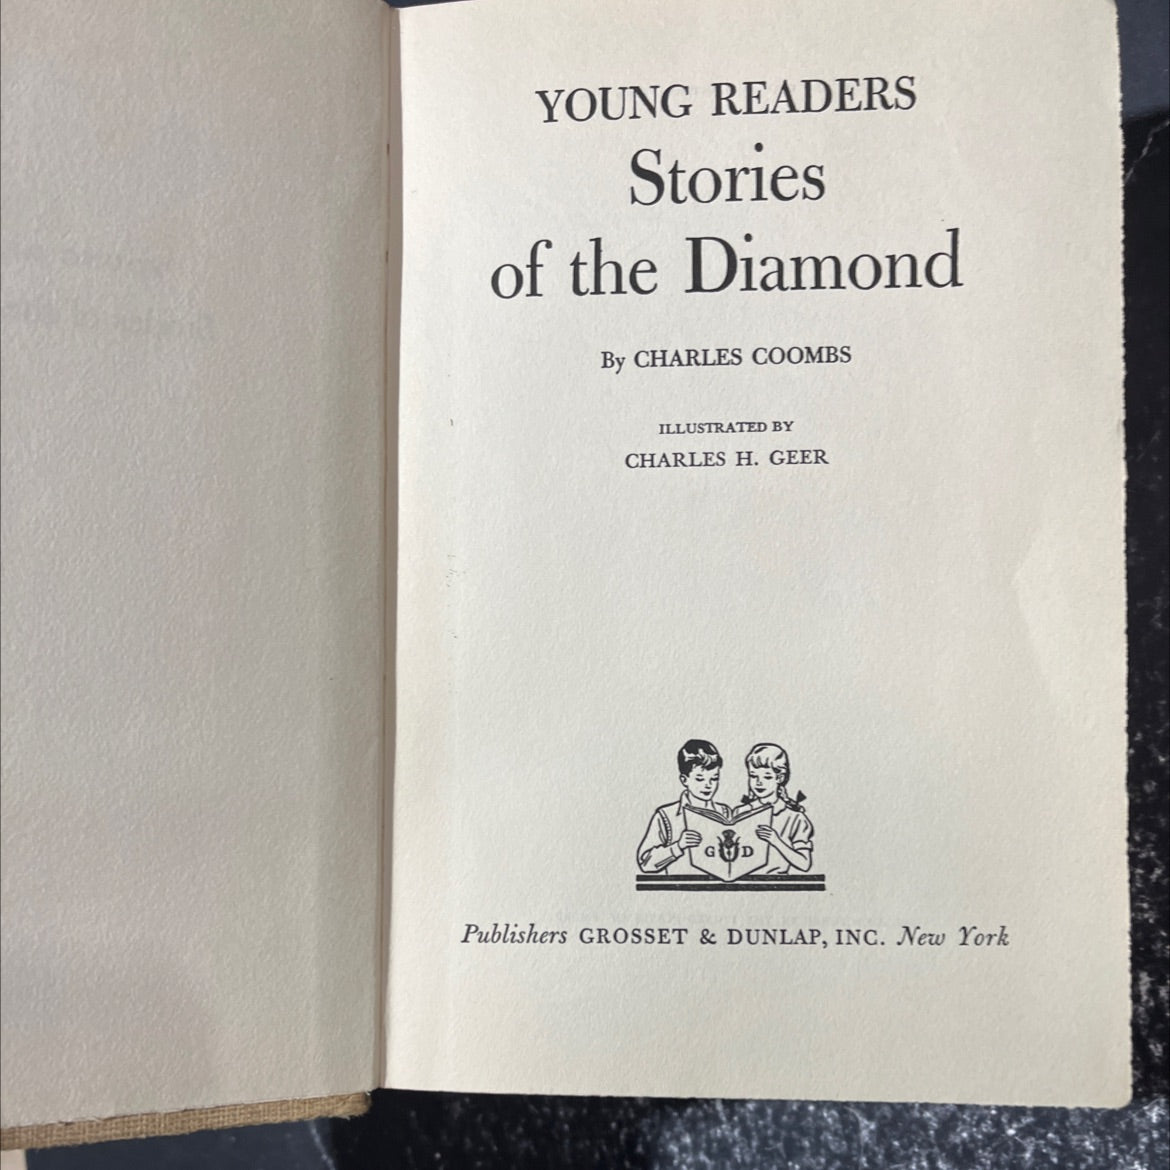 YOUNG READERS
Stories
of the Diamond
By CHARLES COOMBS
ILLUSTRATED BY
CHARLES H. GEER
G D
Publishers GROSSET & DUNLAP, INC. New York